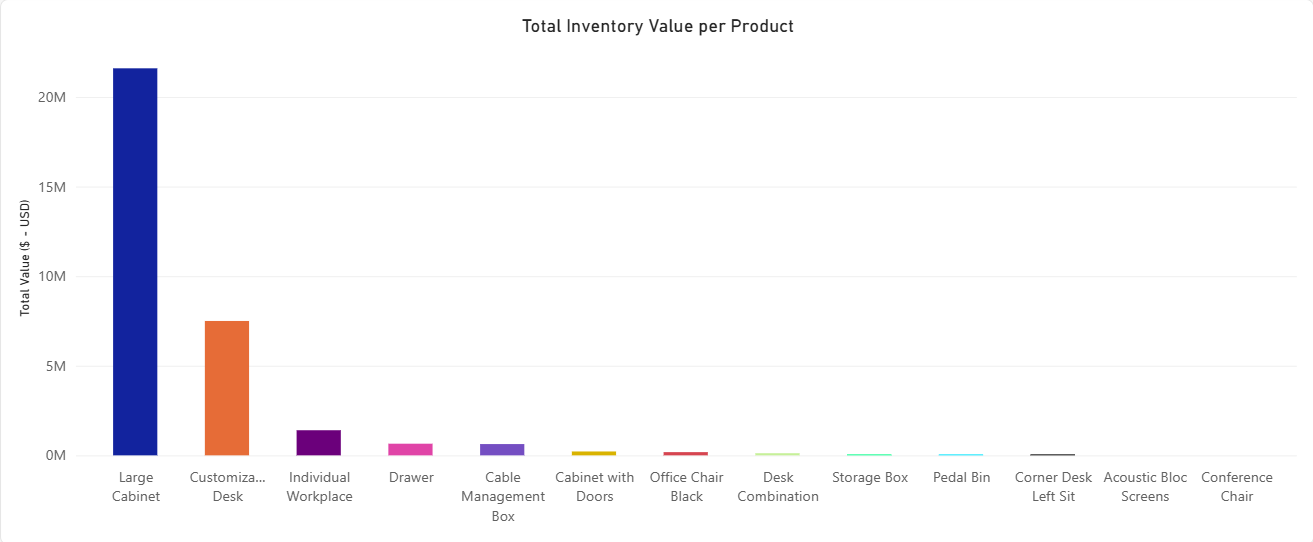 Total Inventory Value per Product
Total Value ($ - USD)
20M
15M
10M
5M
0M
Large
Cabinet
Customiza...
Desk
Individual
Workplace
Drawer
Cable
Management
Box
Cabinet with
Doors
Office Chair
Black
Desk
Combination
Storage Box
Pedal Bin
Corner Desk
Left Sit
Acoustic Bloc
Screens
Conference
Chair